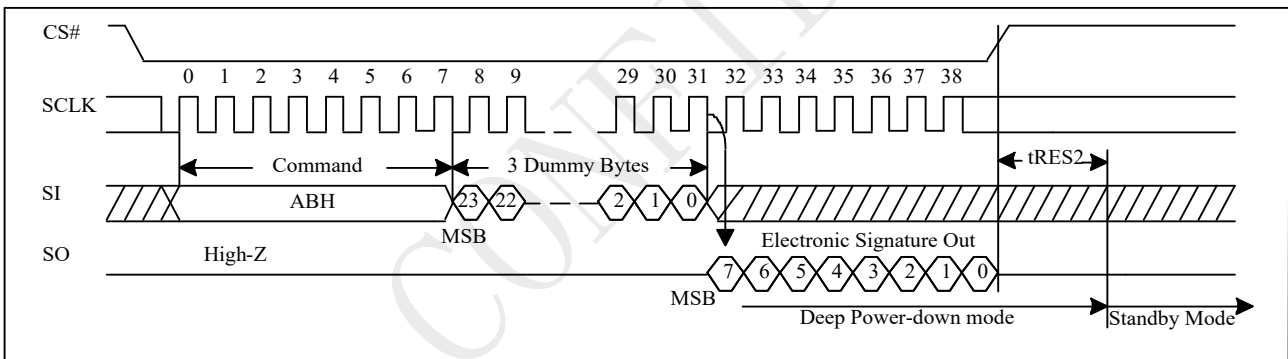 CS#
0 1 2 3 4 5 6 7 8 9 29 30 31 32 33 34 35 36 37 38
SCLK
Command 3 Dummy Bytes tRES2
SI ABH 23 22 2 1 0
MSB
SO High-Z Electronic Signature Out
7 6 5 4 3 2 1 0
MSB
Deep Power-down mode Standby Mode